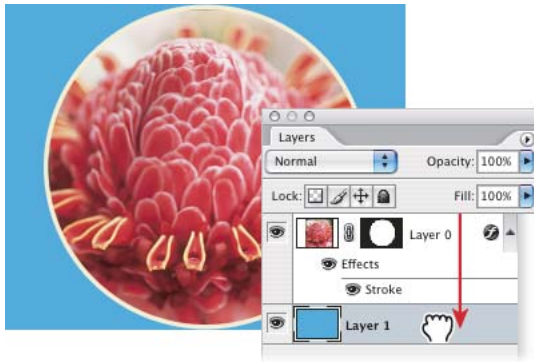 Layers
Normal Opacity: 100%
Lock: Fill: 100%
Layer 0
Effects
Stroke
Layer 1